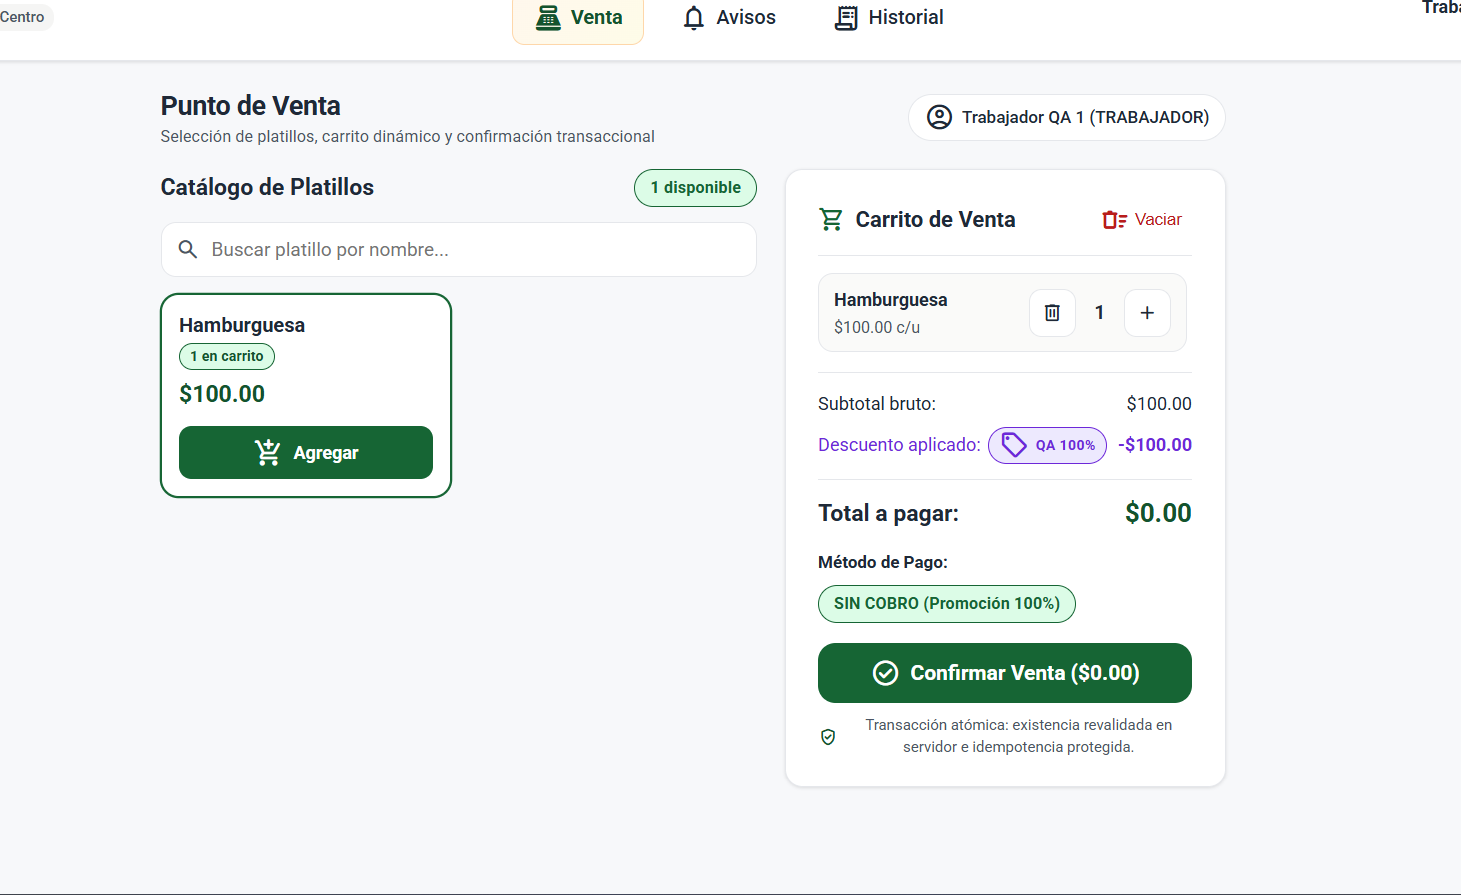 Centro
Venta
Avisos
Historial
Punto de Venta
Selección de platillos, carrito dinámico y confirmación transaccional
Trabajador QA 1 (TRABAJADOR)
Catálogo de Platillos
1 disponible
Buscar platillo por nombre...
Hamburguesa
1 en carrito
$100.00
Agregar
Carrito de Venta
Vaciar
Hamburguesa
$100.00 c/u
1
+
Subtotal bruto:
$100.00
Descuento aplicado:
QA 100%
-$100.00
Total a pagar:
$0.00
Método de Pago:
SIN COBRO (Promoción 100%)
Confirmar Venta ($0.00)
Transacción atómica: existencia revalidada en
servidor e idempotencia protegida.